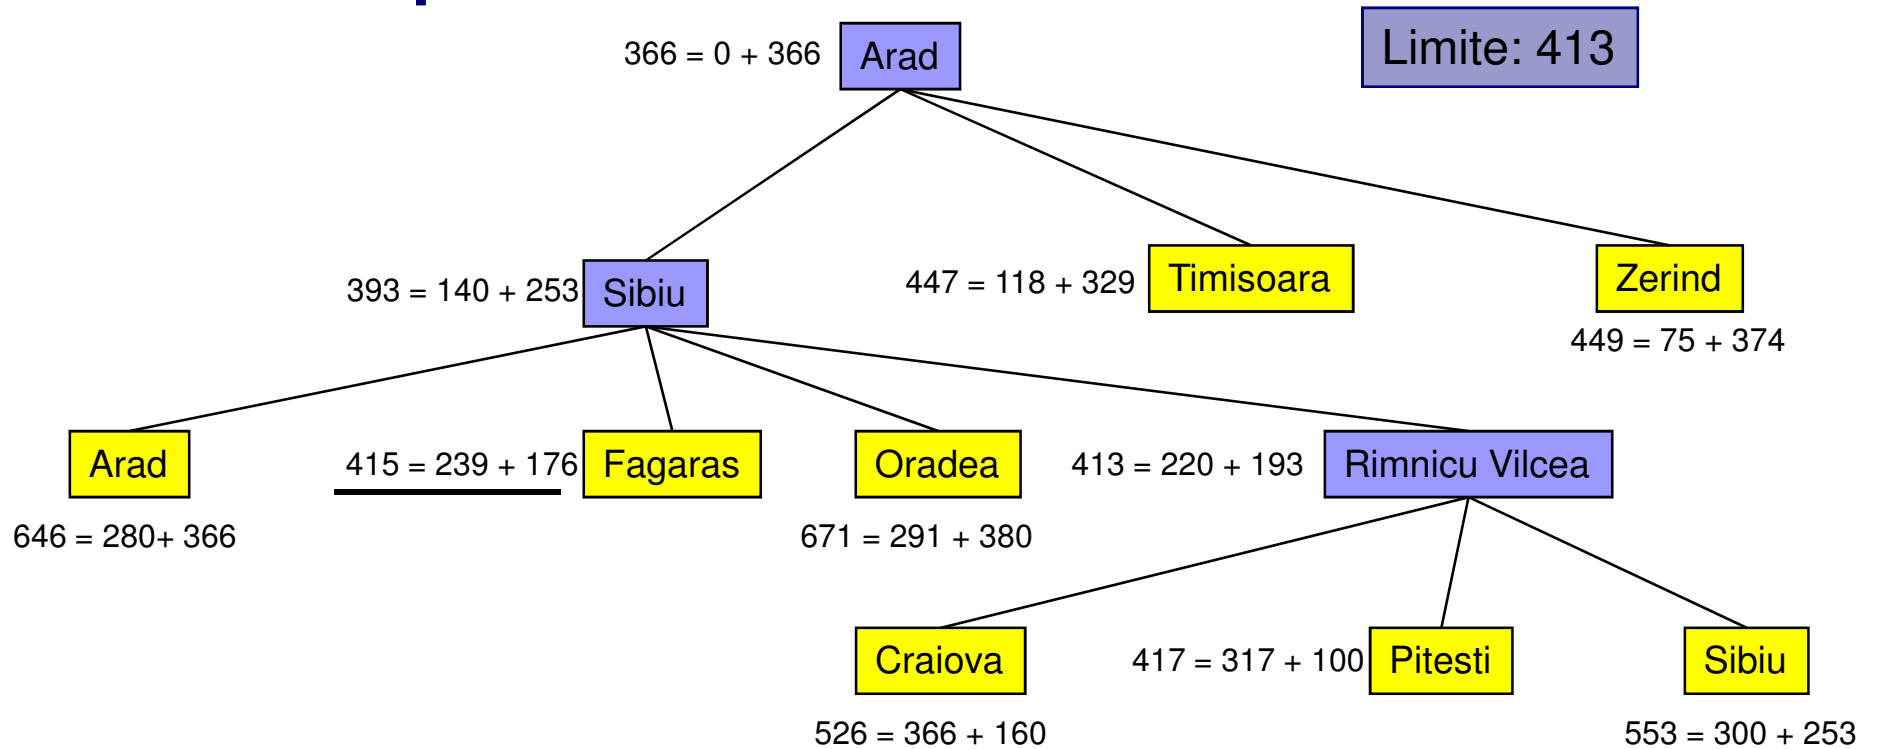 366 = 0 + 366 Arad
Limite: 413
393 = 140 + 253 Sibiu
447 = 118 + 329 Timisoara
Zerind
449 = 75 + 374
Arad
415 = 239 + 176 Fagaras
Oradea
413 = 220 + 193 Rimnicu Vilcea
646 = 280+ 366
671 = 291 + 380
Craiova
417 = 317 + 100 Pitesti
Sibiu
526 = 366 + 160
553 = 300 + 253